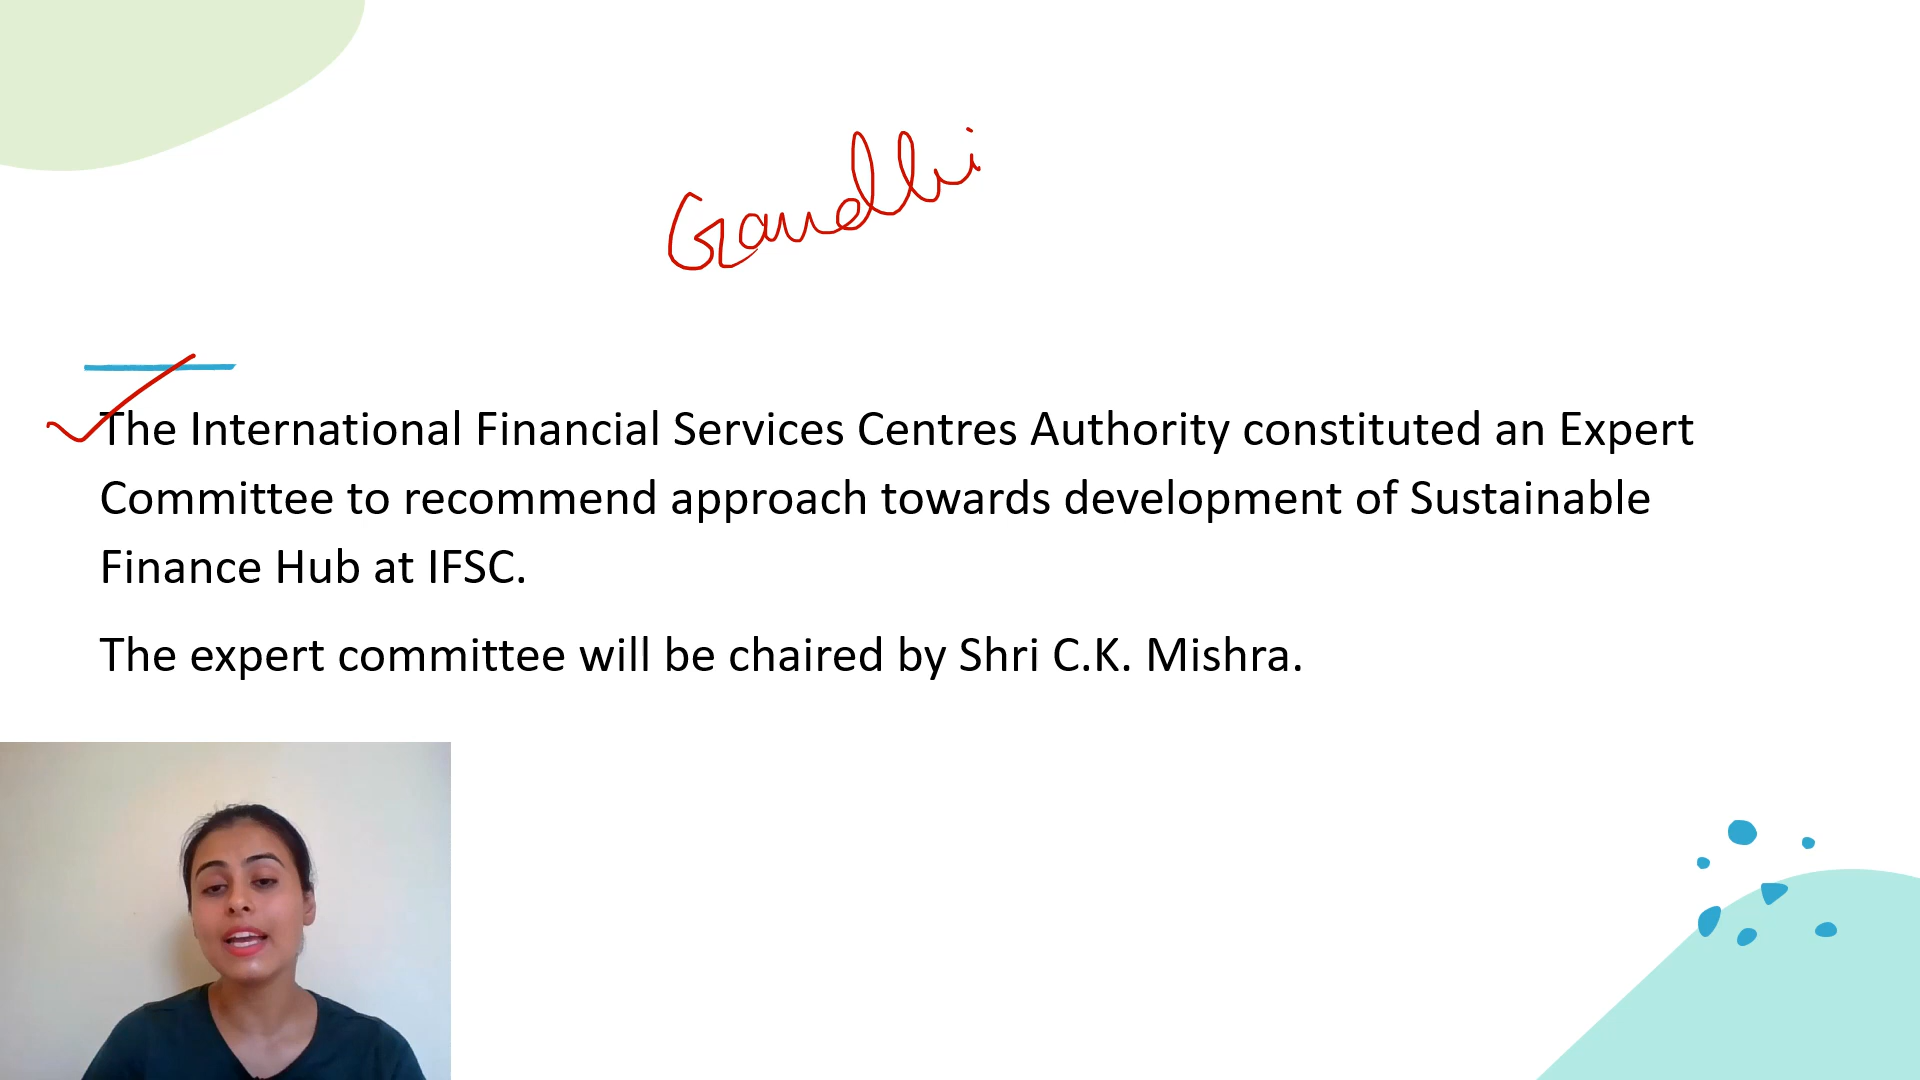 Gandhi
The International Financial Services Centres Authority constituted an Expert
Committee to recommend approach towards development of Sustainable
Finance Hub at IFSC.
The expert committee will be chaired by Shri C.K. Mishra.